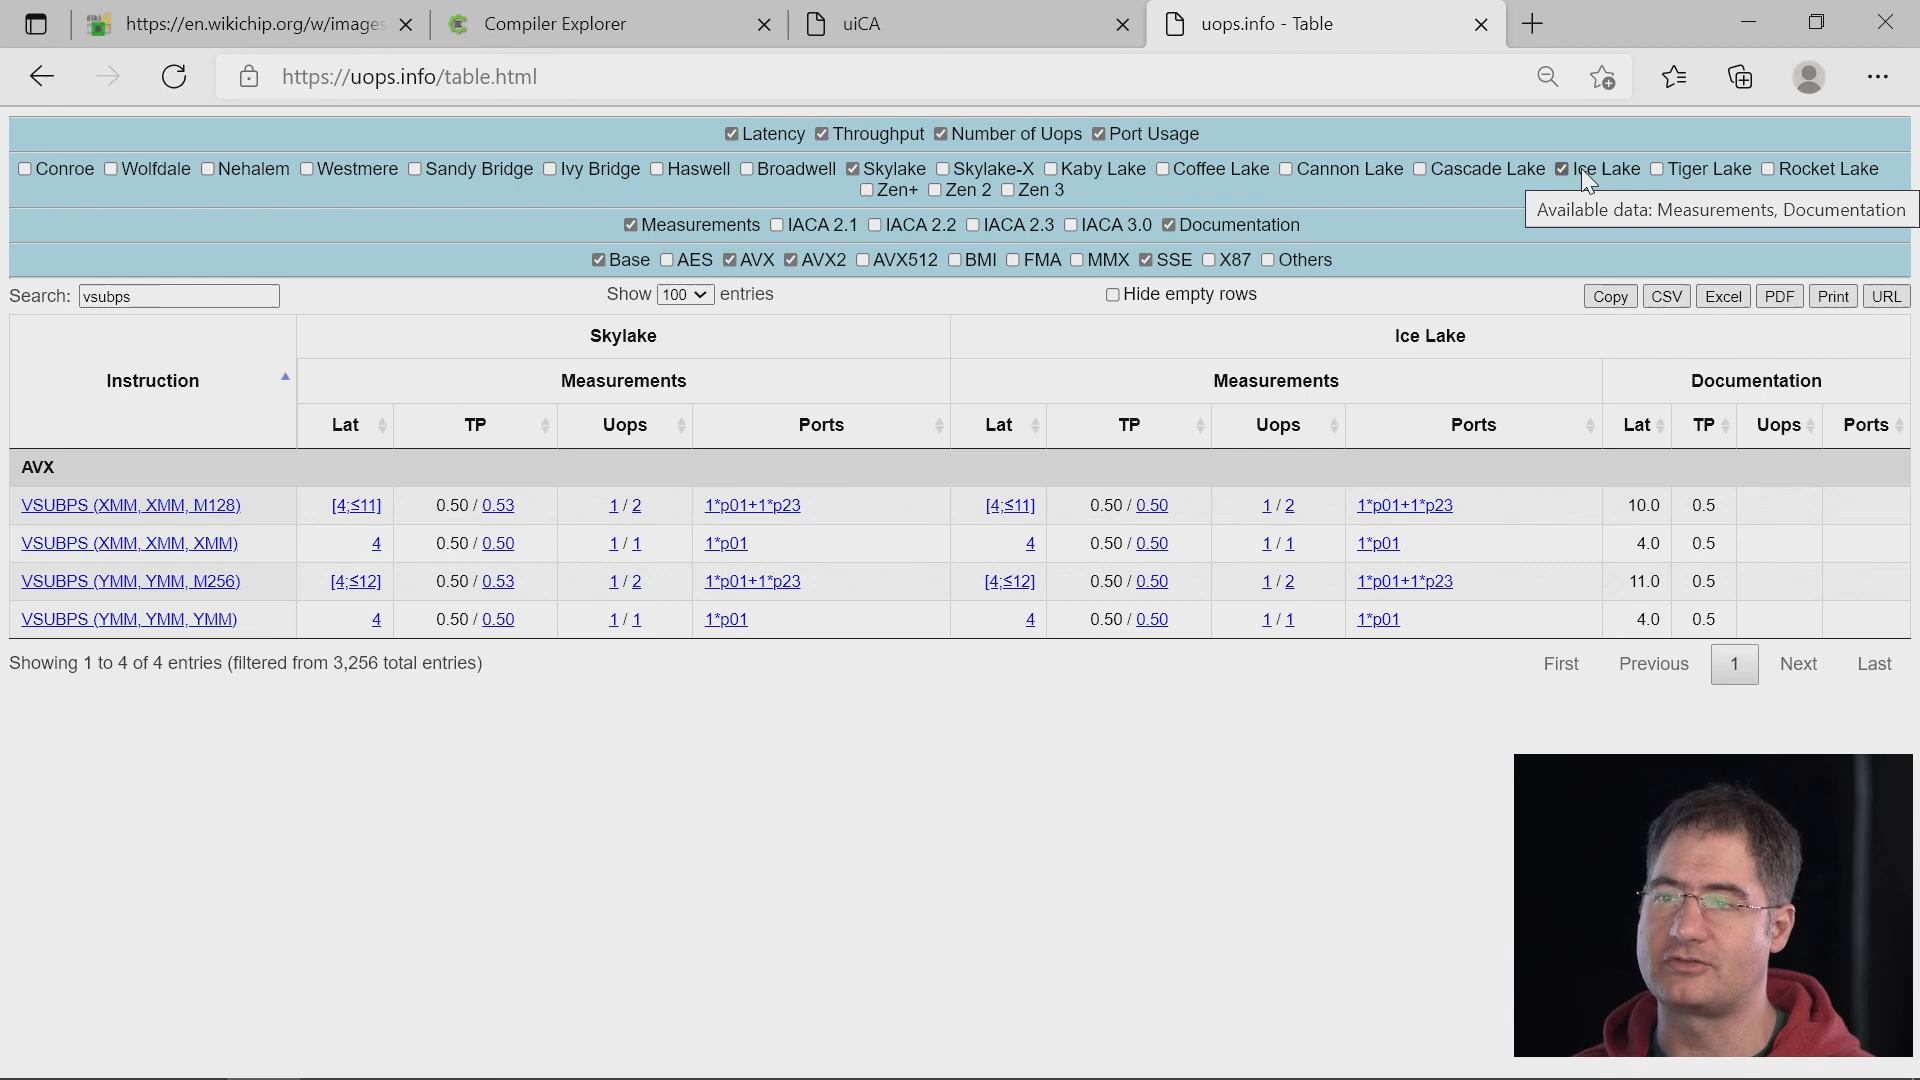 https://en.wikichip.org/w/images
Compiler Explorer
uiCA
uops.info - Table
https://uops.info/table.html
Latency Throughput Number of Uops Port Usage
Conroe Wolfdale Nehalem Westmere Sandy Bridge Ivy Bridge Haswell Broadwell Skylake Skylake-X Kaby Lake Coffee Lake Cannon Lake Cascade Lake Ice Lake Tiger Lake Rocket Lake
Zen+ Zen 2 Zen 3
Available data: Measurements, Documentation
Measurements IACA 2.1 IACA 2.2 IACA 2.3 IACA 3.0 Documentation
Base AES AVX AVX2 AVX512 BMI FMA MMX SSE X87 Others
Search: vsubps Show 100 entries Hide empty rows Copy CSV Excel PDF Print URL
Skylake Ice Lake
Instruction Measurements Measurements Documentation
Lat TP Uops Ports Lat TP Uops Ports Lat TP Uops Ports
AVX
VSUBPS (XMM, XMM, M128) [4;≤11] 0.50 / 0.53 1 / 2 1*p01+1*p23 [4;≤11] 0.50 / 0.50 1 / 2 1*p01+1*p23 10.0 0.5
VSUBPS (XMM, XMM, XMM) 4 0.50 / 0.50 1 / 1 1*p01 4 0.50 / 0.50 1 / 1 1*p01 4.0 0.5
VSUBPS (YMM, YMM, M256) [4;≤12] 0.50 / 0.53 1 / 2 1*p01+1*p23 [4;≤12] 0.50 / 0.50 1 / 2 1*p01+1*p23 11.0 0.5
VSUBPS (YMM, YMM, YMM) 4 0.50 / 0.50 1 / 1 1*p01 4 0.50 / 0.50 1 / 1 1*p01 4.0 0.5
Showing 1 to 4 of 4 entries (filtered from 3,256 total entries) First Previous 1 Next Last